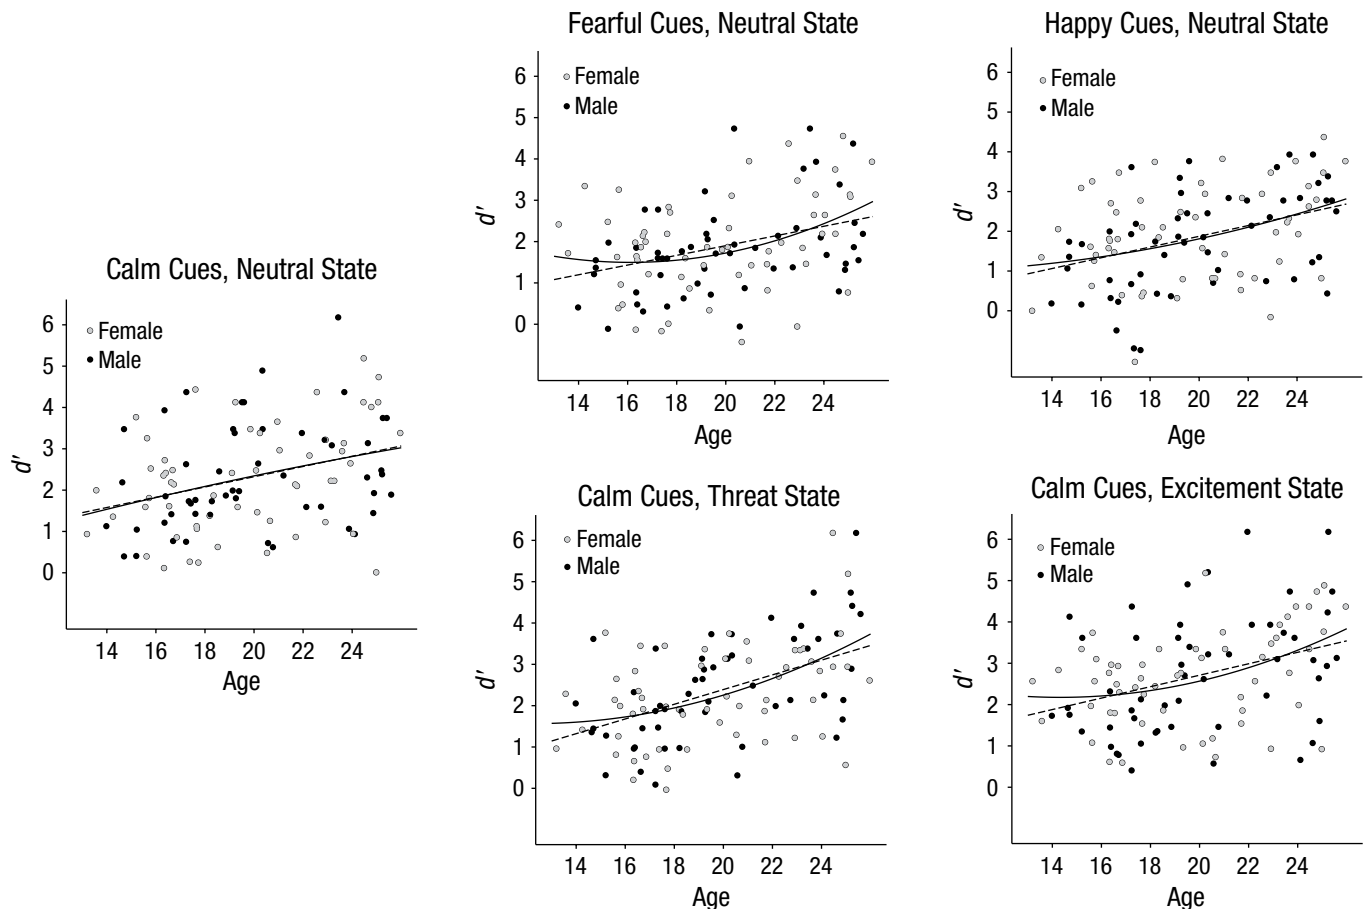 Calm Cues, Neutral State
Female
Male
6
5
4
3
2
1
0
d′
14 16 18 20 22 24
Age
Fearful Cues, Neutral State
Female
Male
6
5
4
3
2
1
0
d′
14 16 18 20 22 24
Age
Happy Cues, Neutral State
Female
Male
6
5
4
3
2
1
0
d′
14 16 18 20 22 24
Age
Calm Cues, Threat State
Female
Male
6
5
4
3
2
1
0
d′
14 16 18 20 22 24
Age
Calm Cues, Excitement State
Female
Male
6
5
4
3
2
1
0
d′
14 16 18 20 22 24
Age